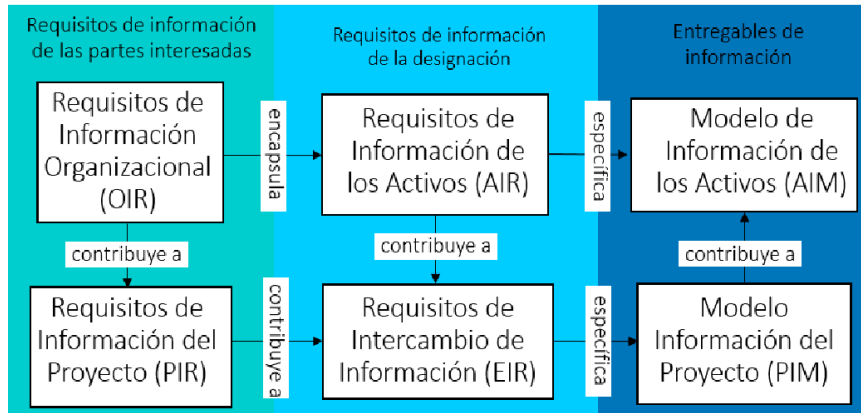 Requisitos de información
de las partes interesadas
Requisitos de información
de la designación
Entregables de
información
Requisitos de
Información
Organizacional
(OIR)
encapsula
Requisitos de
Información de
los Activos (AIR)
específica
Modelo de
Información de
los Activos (AIM)
contribuye a
contribuye a
contribuye a
Requisitos de
Información del
Proyecto (PIR)
contribuye a
Requisitos de
Intercambio de
Información (EIR)
específica
Modelo
Información del
Proyecto (PIM)